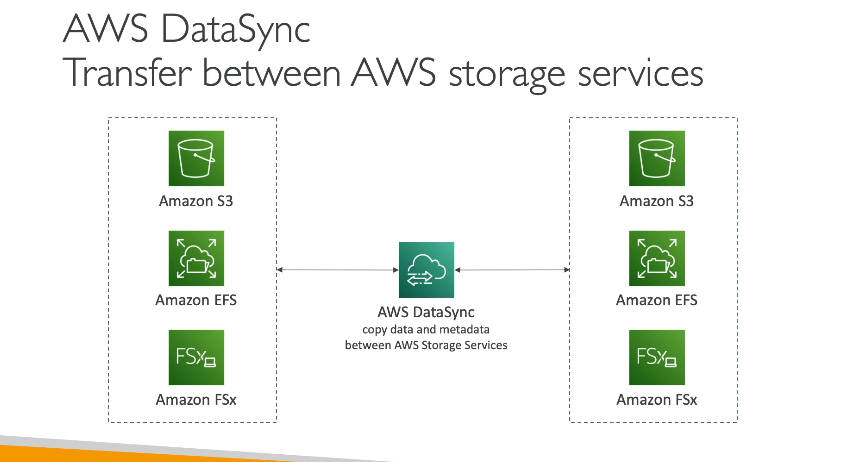 AWS DataSync
Transfer between AWS storage services
Amazon S3
Amazon EFS
FSx
Amazon FSx
AWS DataSync
copy data and metadata
between AWS Storage Services
Amazon S3
Amazon EFS
FSx
Amazon FSx